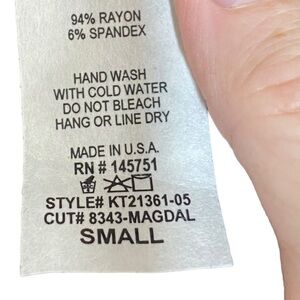 94% RAYON
6% SPANDEX
HAND WASH
WITH COLD WATER
DO NOT BLEACH
HANG OR LINE DRY
MADE IN U.S.A.
RN # 145751
STYLE# KT21361-05
CUT# 8343-MAGDAL
SMALL